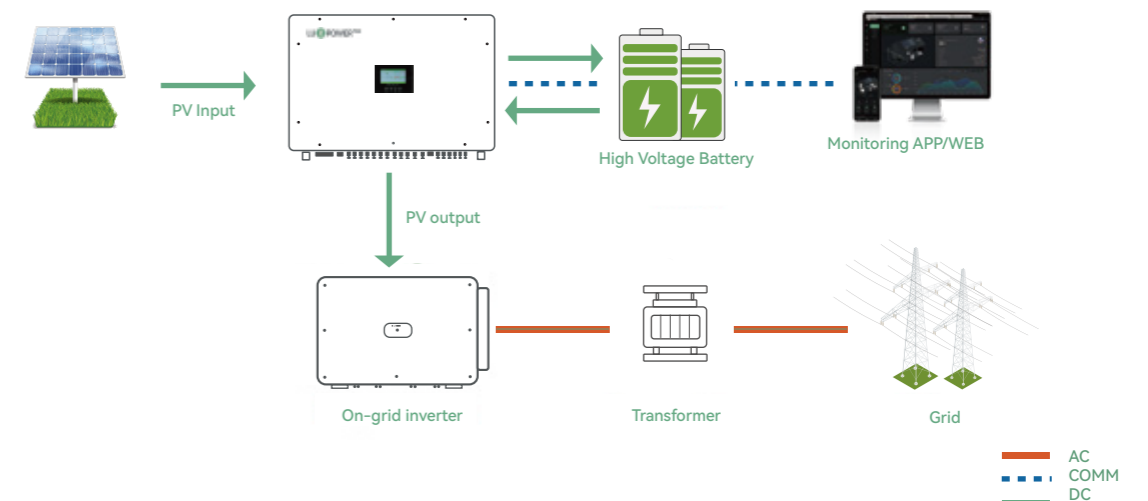 PV Input
High Voltage Battery
Monitoring APP/WEB
PV output
On-grid inverter
Transformer
Grid
AC
COMM
DC